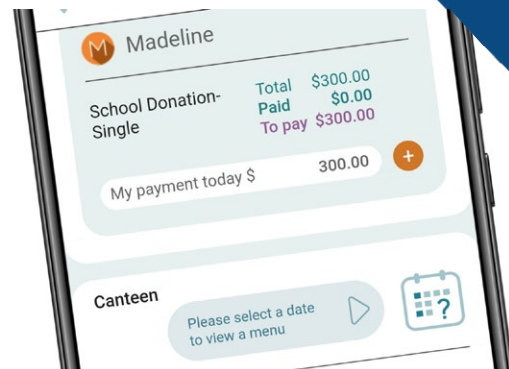 M Madeline
School Donation-
Single
Total $300.00
Paid $0.00
To pay $300.00
My payment today $ 300.00 +
Canteen
Please select a date
to view a menu
?